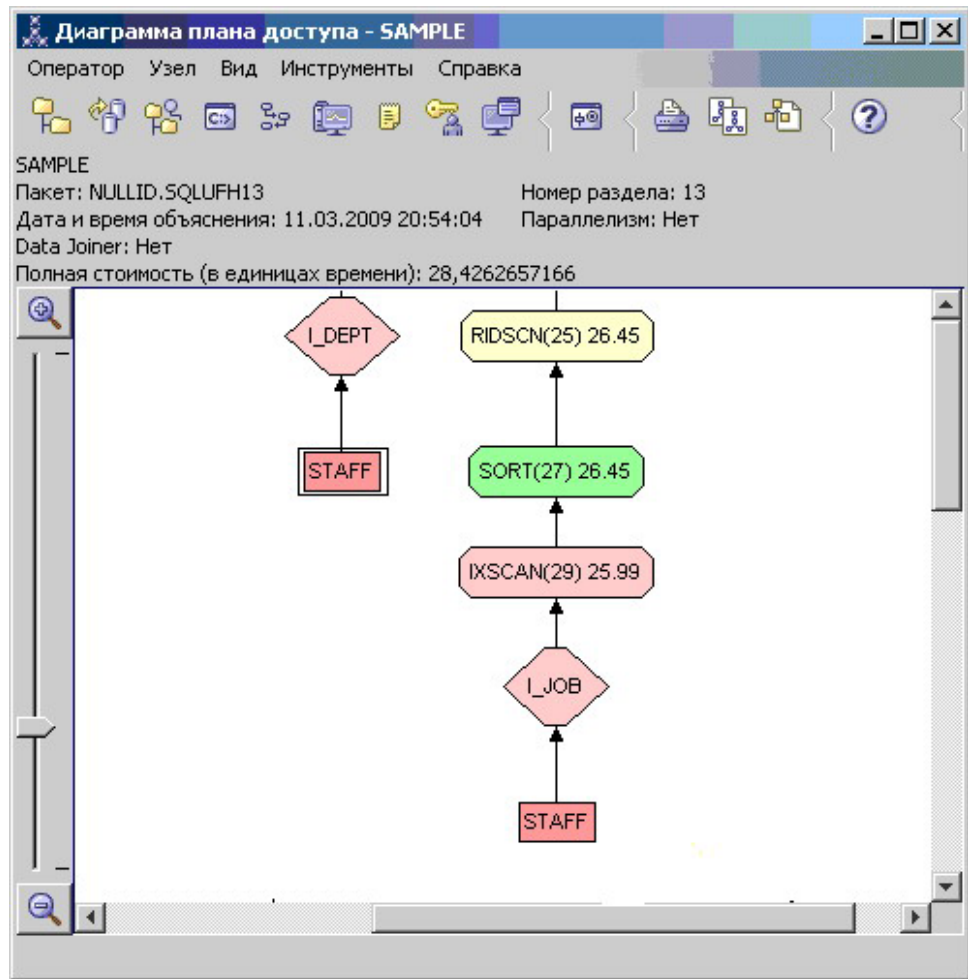 Диаграмма плана доступа - SAMPLE
Оператор Узел Вид Инструменты Справка
SAMPLE
Пакет: NULLID.SQLUFH13 Номер раздела: 13
Дата и время объяснения: 11.03.2009 20:54:04 Параллелизм: Нет
Data Joiner: Нет
Полная стоимость (в единицах времени): 28,4262657166
I_DEPT RIDSCN(25) 26.45
STAFF SORT(27) 26.45
IXSCAN(29) 25.99
I_JOB
STAFF